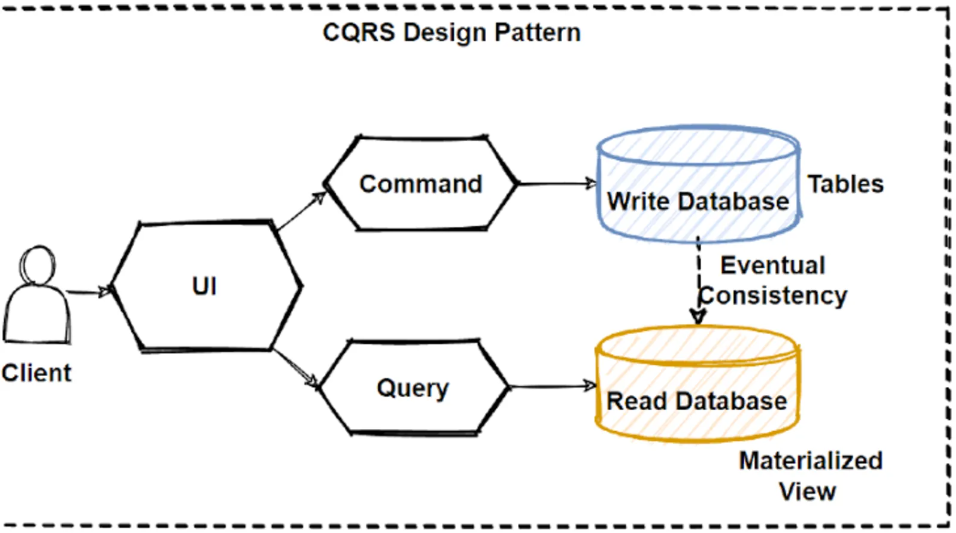 CQRS Design Pattern
Command
Write Database
Tables
UI
Eventual
Consistency
Client
Query
Read Database
Materialized
View